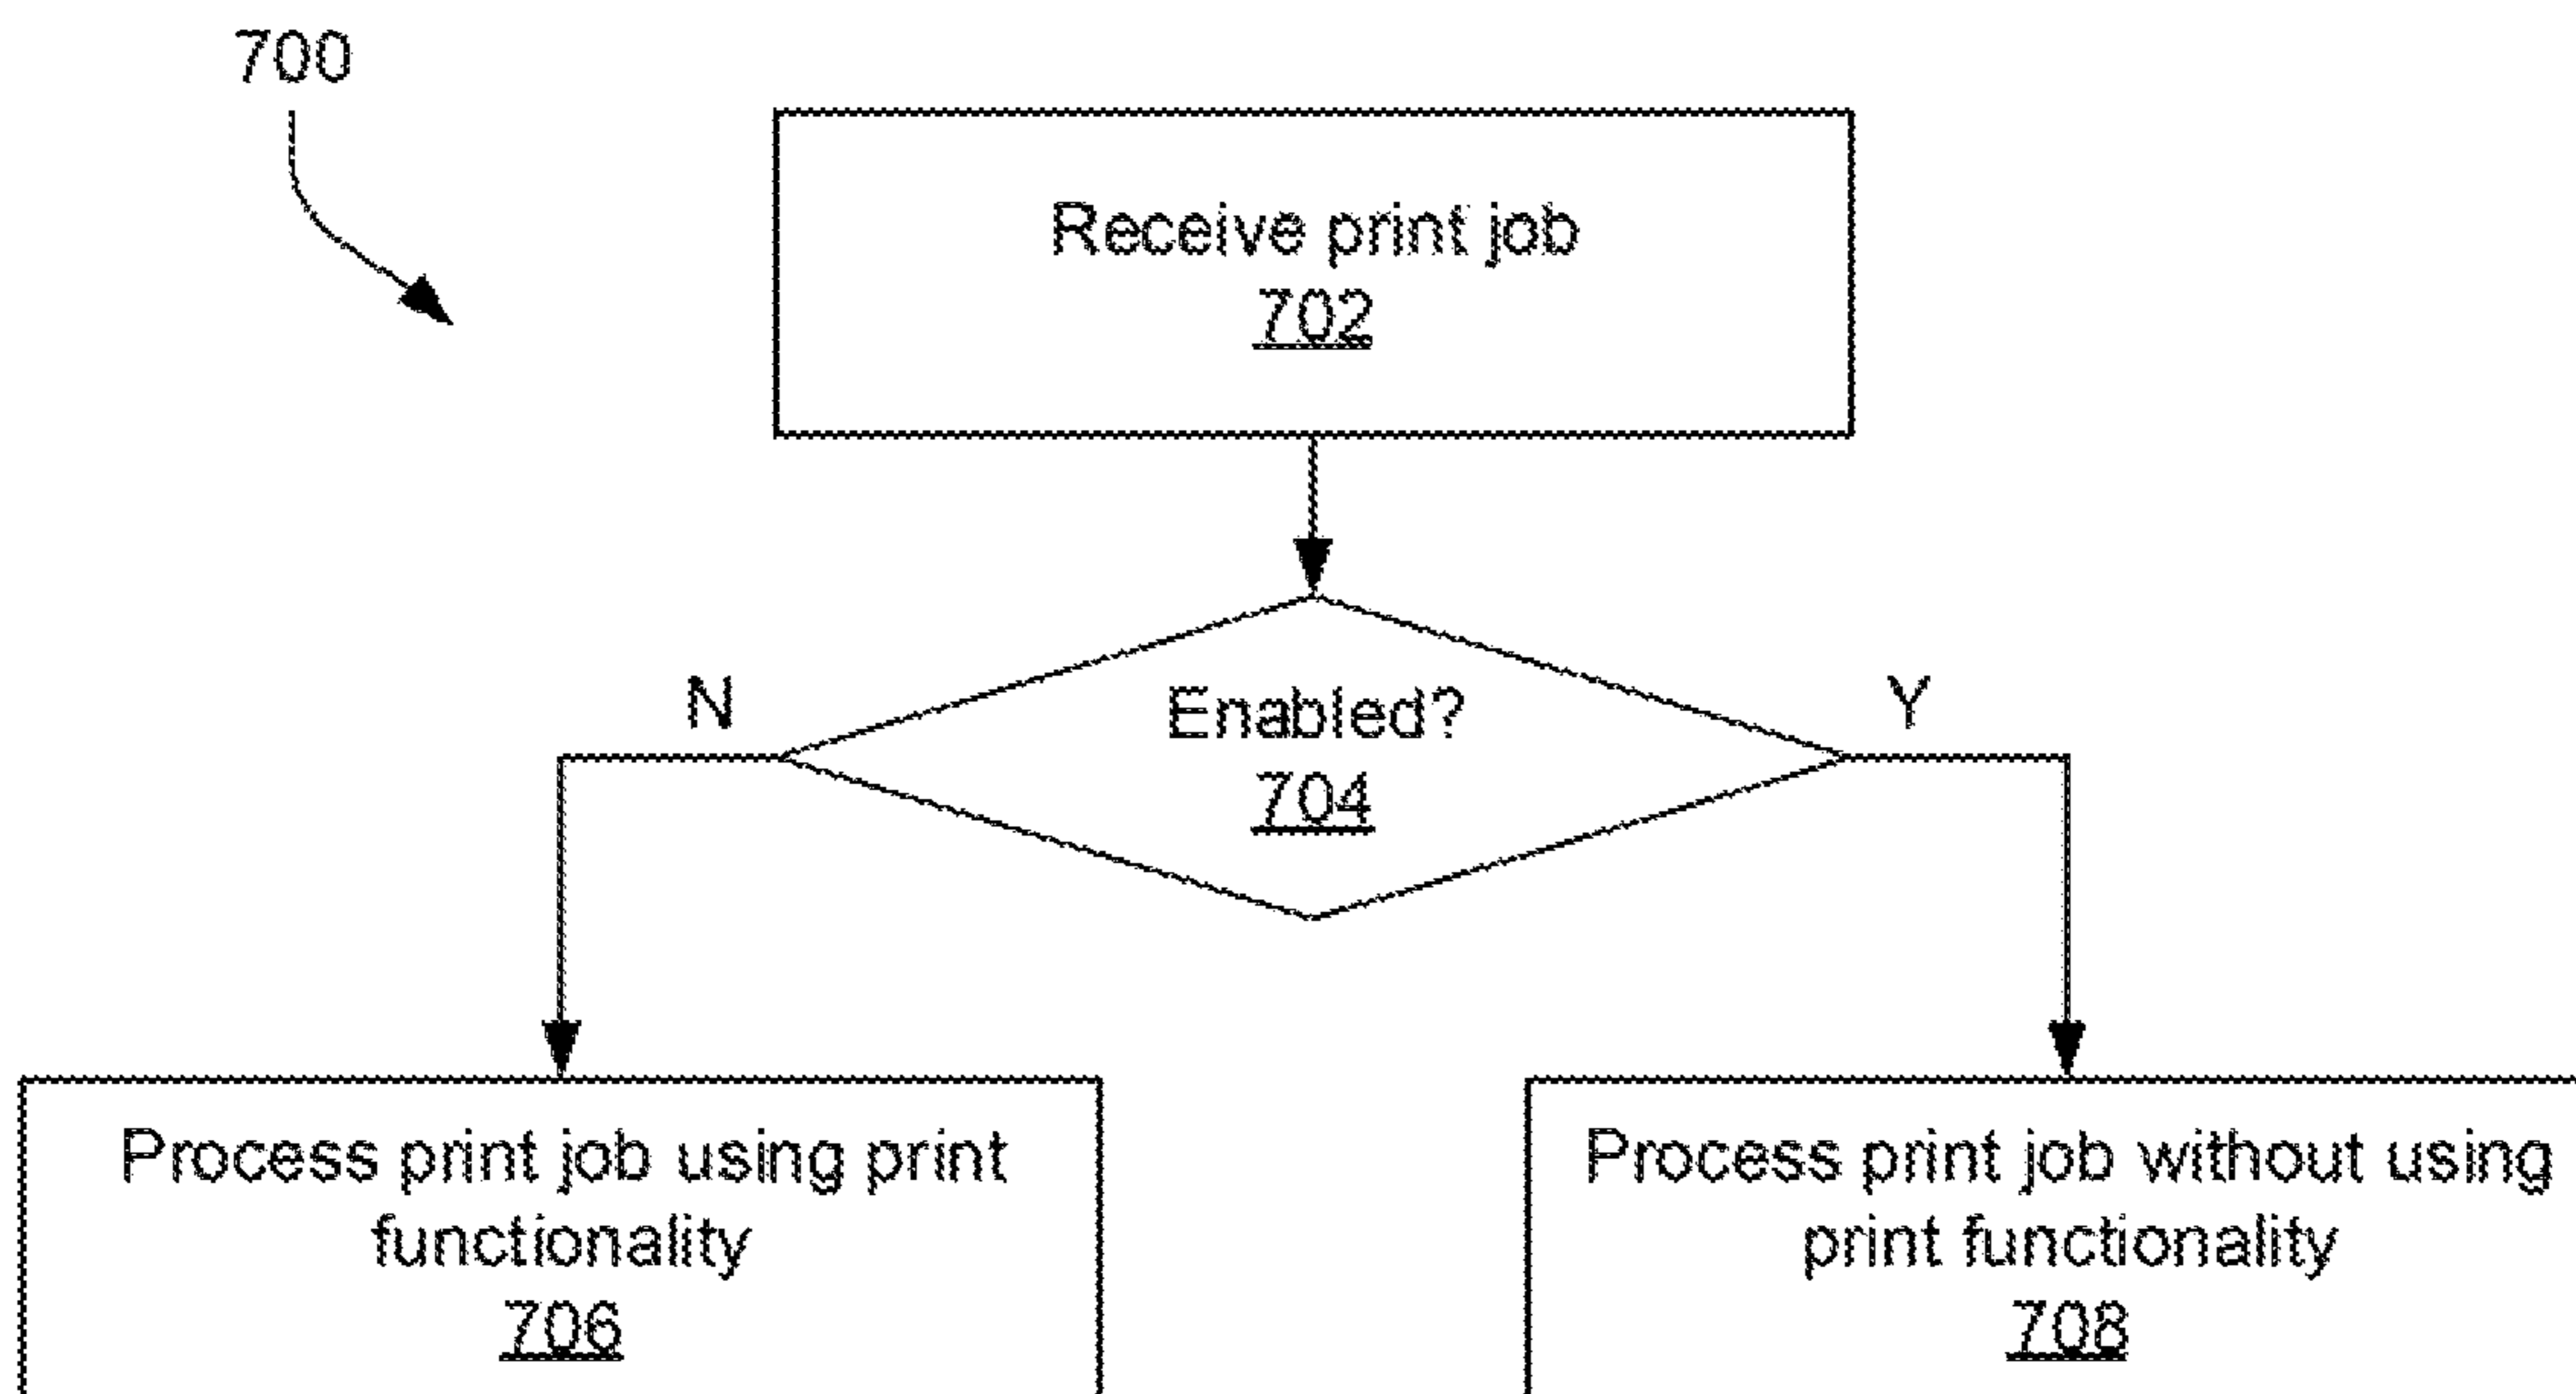 700
Receive print job
702
N
Enabled?
Y
704
Process print job using print
functionality
706
Process print job without using
print functionality
708